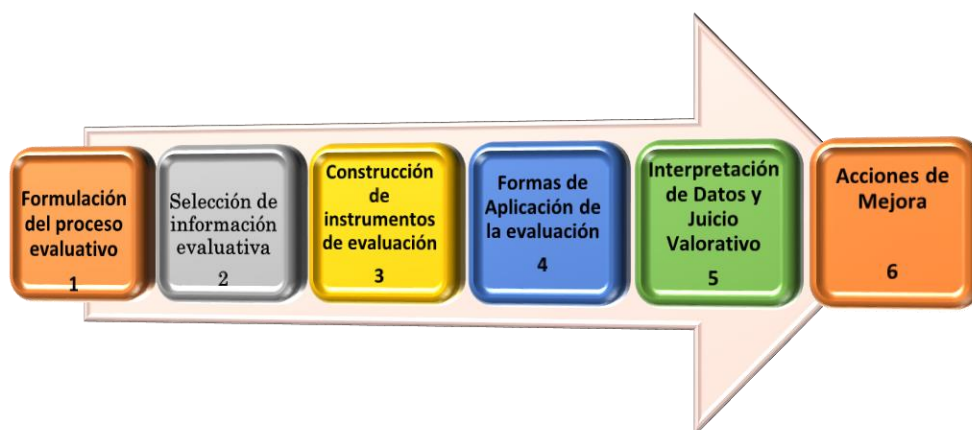 Formulación
del proceso
evaluativo
1
Selección de
información
evaluativa
2
Construcción
de
instrumentos
de evaluación
3
Formas de
Aplicación de
la evaluación
4
Interpretación
de Datos y
Juicio
Valorativo
5
Acciones de
Mejora
6